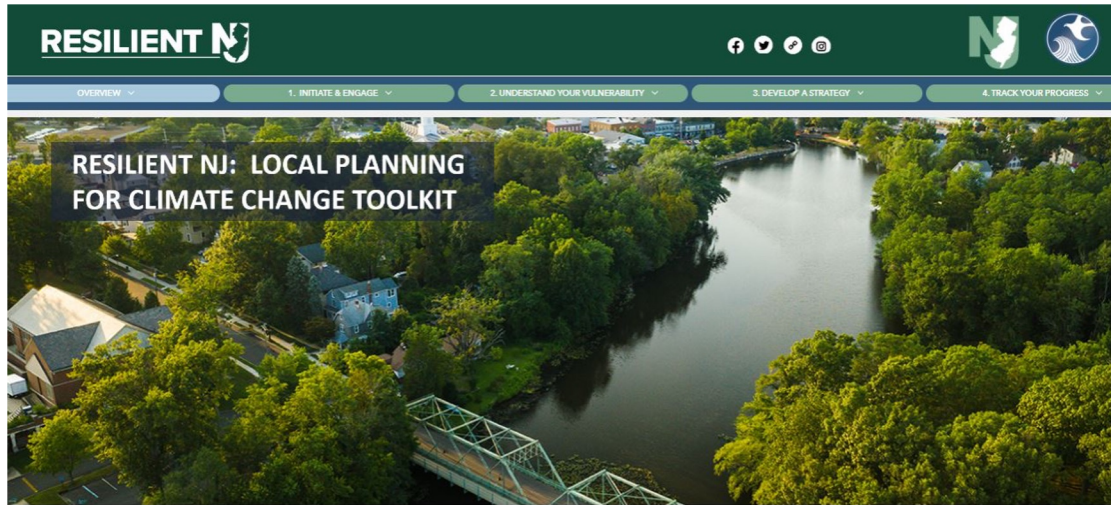 RESILIENT NJ
NJ
OVERVIEW
1. INITIATE & ENGAGE
2. UNDERSTAND YOUR VULNERABILITY
3. DEVELOP A STRATEGY
4. TRACK YOUR PROGRESS
RESILIENT NJ: LOCAL PLANNING
FOR CLIMATE CHANGE TOOLKIT